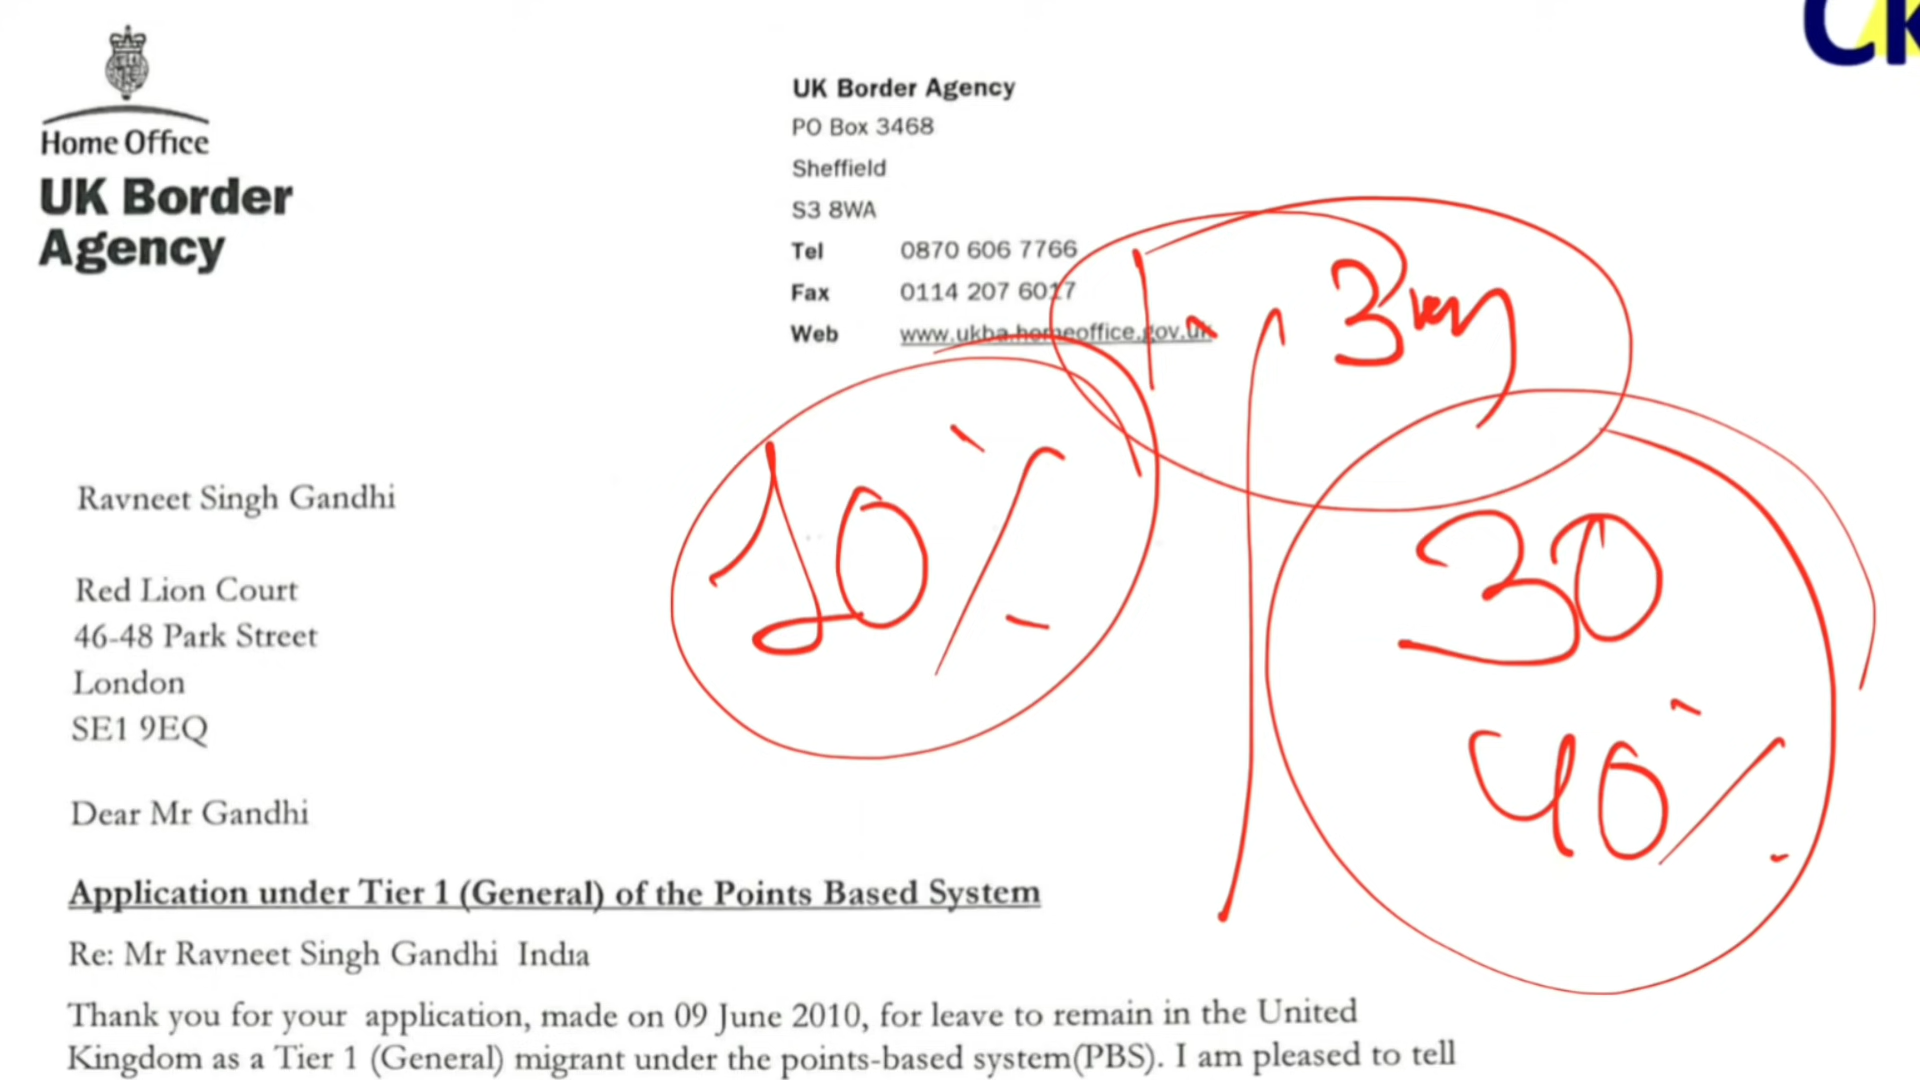 Ck
Home Office
UK Border
Agency
UK Border Agency
PO Box 3468
Sheffield
S3 8WA
Tel 0870 606 7766
Fax 0114 207 6017
Web www.ukba.homeoffice.gov.uk
1 - 3
10%
30
40%
Ravneet Singh Gandhi
Red Lion Court
46-48 Park Street
London
SE1 9EQ
Dear Mr Gandhi
Application under Tier 1 (General) of the Points Based System
Re: Mr Ravneet Singh Gandhi India
Thank you for your application, made on 09 June 2010, for leave to remain in the United
Kingdom as a Tier 1 (General) migrant under the points-based system(PBS). I am pleased to tell